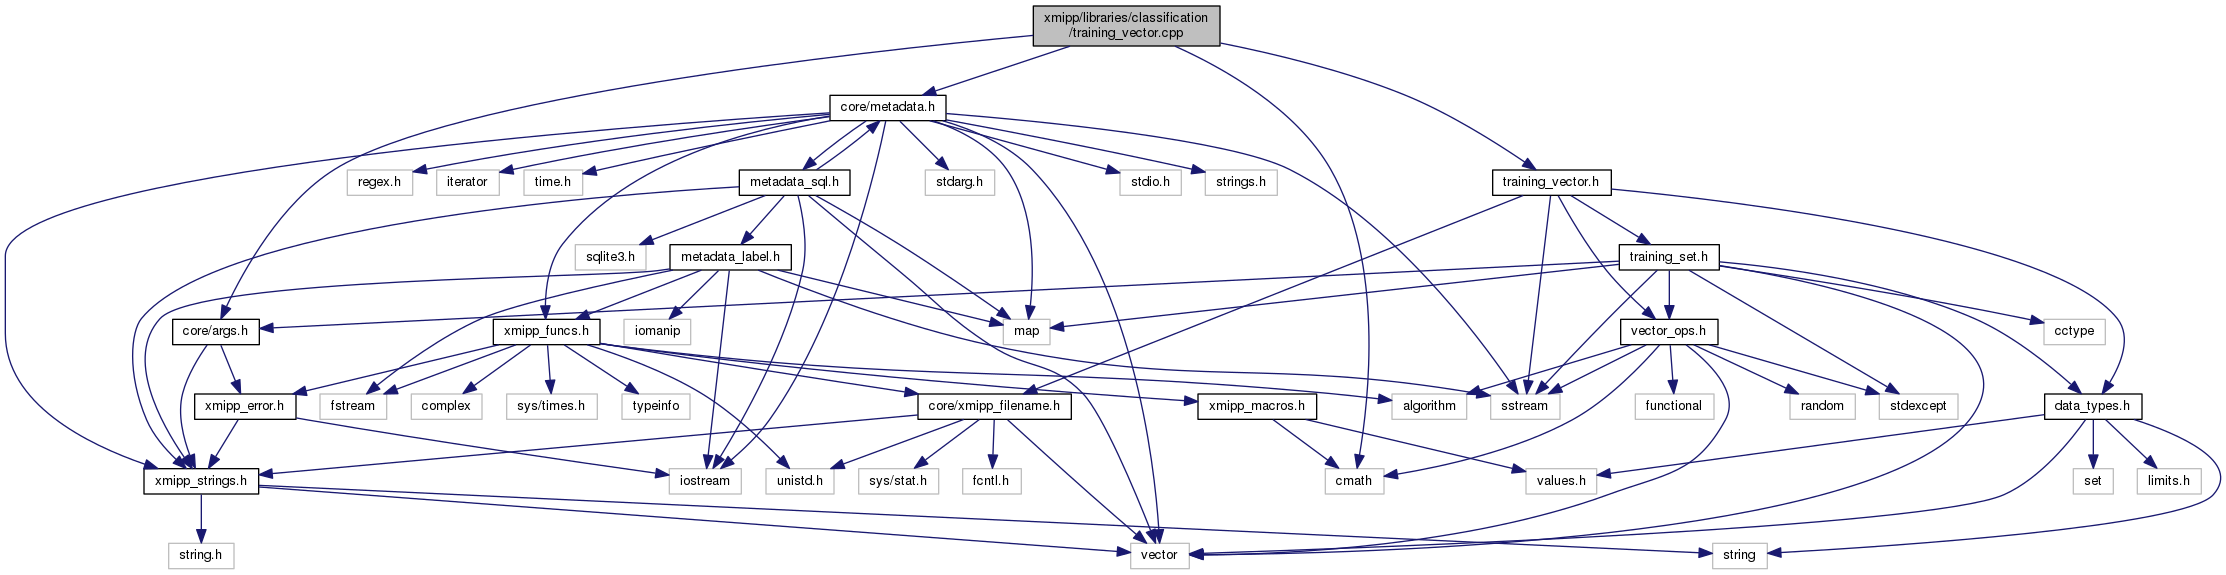 xmipp/libraries/classification
/training_vector.cpp
core/metadata.h
regex.h
iterator
time.h
metadata_sql.h
stdarg.h
stdio.h
strings.h
training_vector.h
sqlite3.h
metadata_label.h
training_set.h
core/args.h
xmipp_funcs.h
iomanip
map
vector_ops.h
cctype
xmipp_error.h
fstream
complex
sys/times.h
typeinfo
core/xmipp_filename.h
xmipp_macros.h
algorithm
sstream
functional
random
stdexcept
data_types.h
xmipp_strings.h
iostream
unistd.h
sys/stat.h
fcntl.h
cmath
values.h
set
limits.h
string.h
vector
string